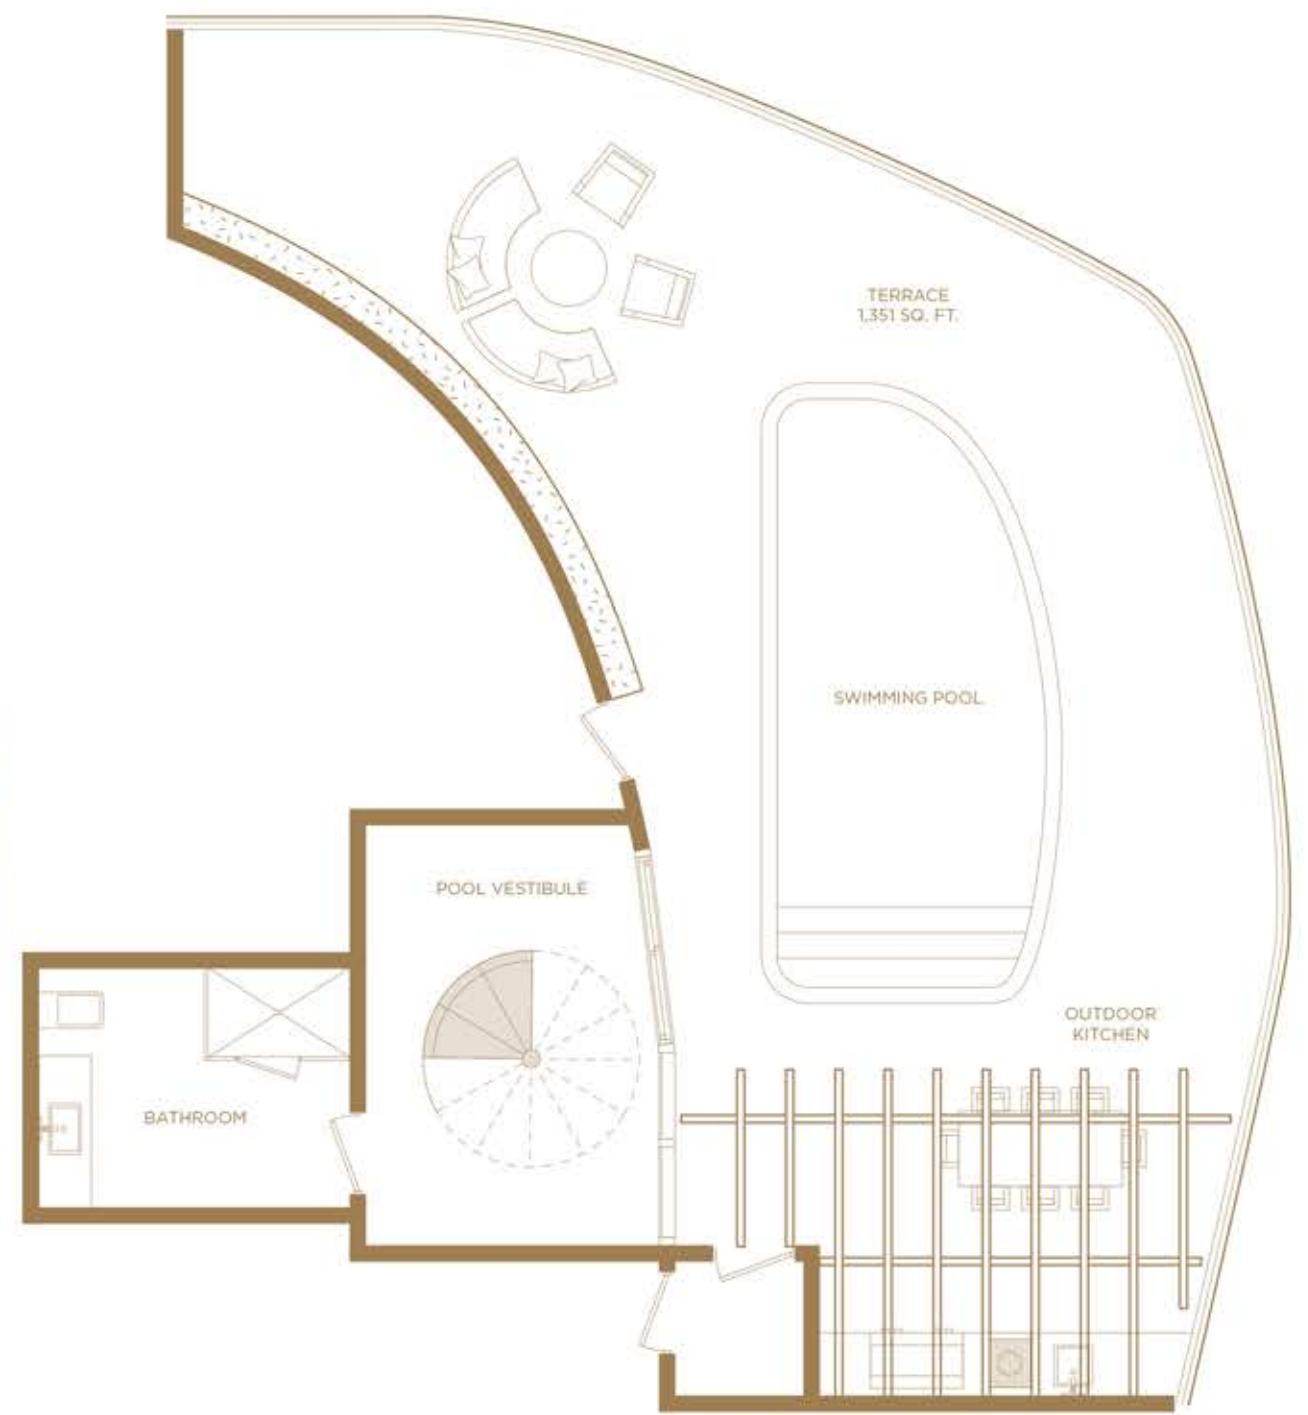 TERRACE
1,351 SQ. FT.
SWIMMING POOL
POOL VESTIBULE
OUTDOOR
KITCHEN
BATHROOM